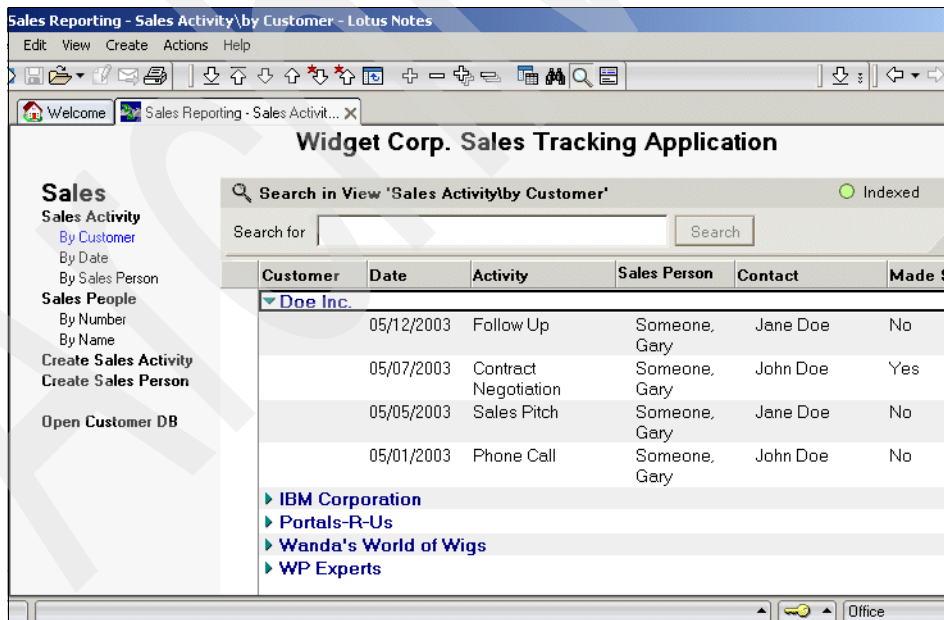 Sales Reporting - Sales Activity\by Customer - Lotus Notes
Edit View Create Actions Help
Welcome Sales Reporting - Sales Activit...
Widget Corp. Sales Tracking Application
Sales
Sales Activity
By Customer
By Date
By Sales Person
Sales People
By Number
By Name
Create Sales Activity
Create Sales Person
Open Customer DB
Search in View 'Sales Activity\by Customer' Indexed
Search for Search
Customer Date Activity Sales Person Contact Made
Doe Inc.
05/12/2003 Follow Up Someone, Jane Doe No
Gary
05/07/2003 Contract Someone, John Doe Yes
Negotiation Gary
05/05/2003 Sales Pitch Someone, Jane Doe No
Gary
05/01/2003 Phone Call Someone, John Doe No
Gary
IBM Corporation
Portals-R-Us
Wanda's World of Wigs
WP Experts
Office